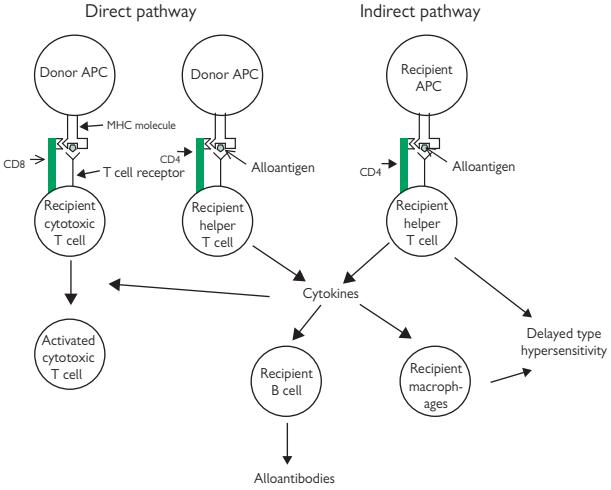 Direct pathway
Indirect pathway
Donor APC
Donor APC
Recipient
APC
MHC molecule
CD8
T cell receptor
CD4
Alloantigen
CD4
Alloantigen
Recipient
cytotoxic
T cell
Recipient
helper
T cell
Recipient
helper
T cell
Cytokines
Activated
cytotoxic
T cell
Recipient
B cell
Recipient
macroph-
ages
Delayed type
hypersensitivity
Alloantibodies